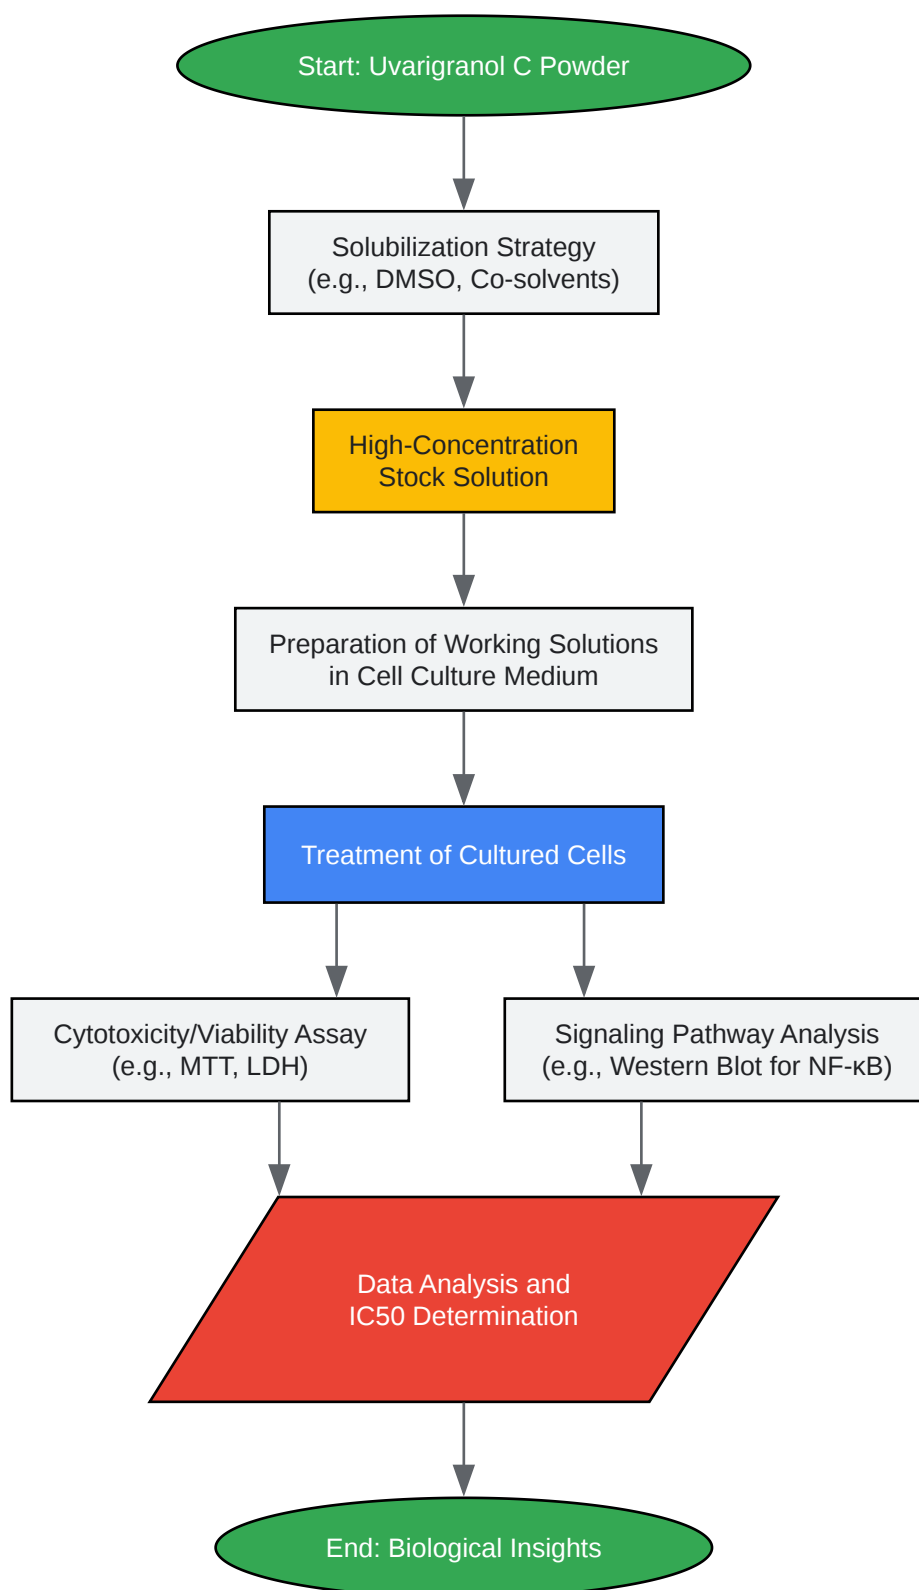 Start: Uvarigranol C Powder
Solubilization Strategy
(e.g., DMSO, Co-solvents)
High-Concentration
Stock Solution
Preparation of Working Solutions
in Cell Culture Medium
Treatment of Cultured Cells
Cytotoxicity/Viability Assay
(e.g., MTT, LDH)
Signaling Pathway Analysis
(e.g., Western Blot for NF-κB)
Data Analysis and
IC50 Determination
End: Biological Insights